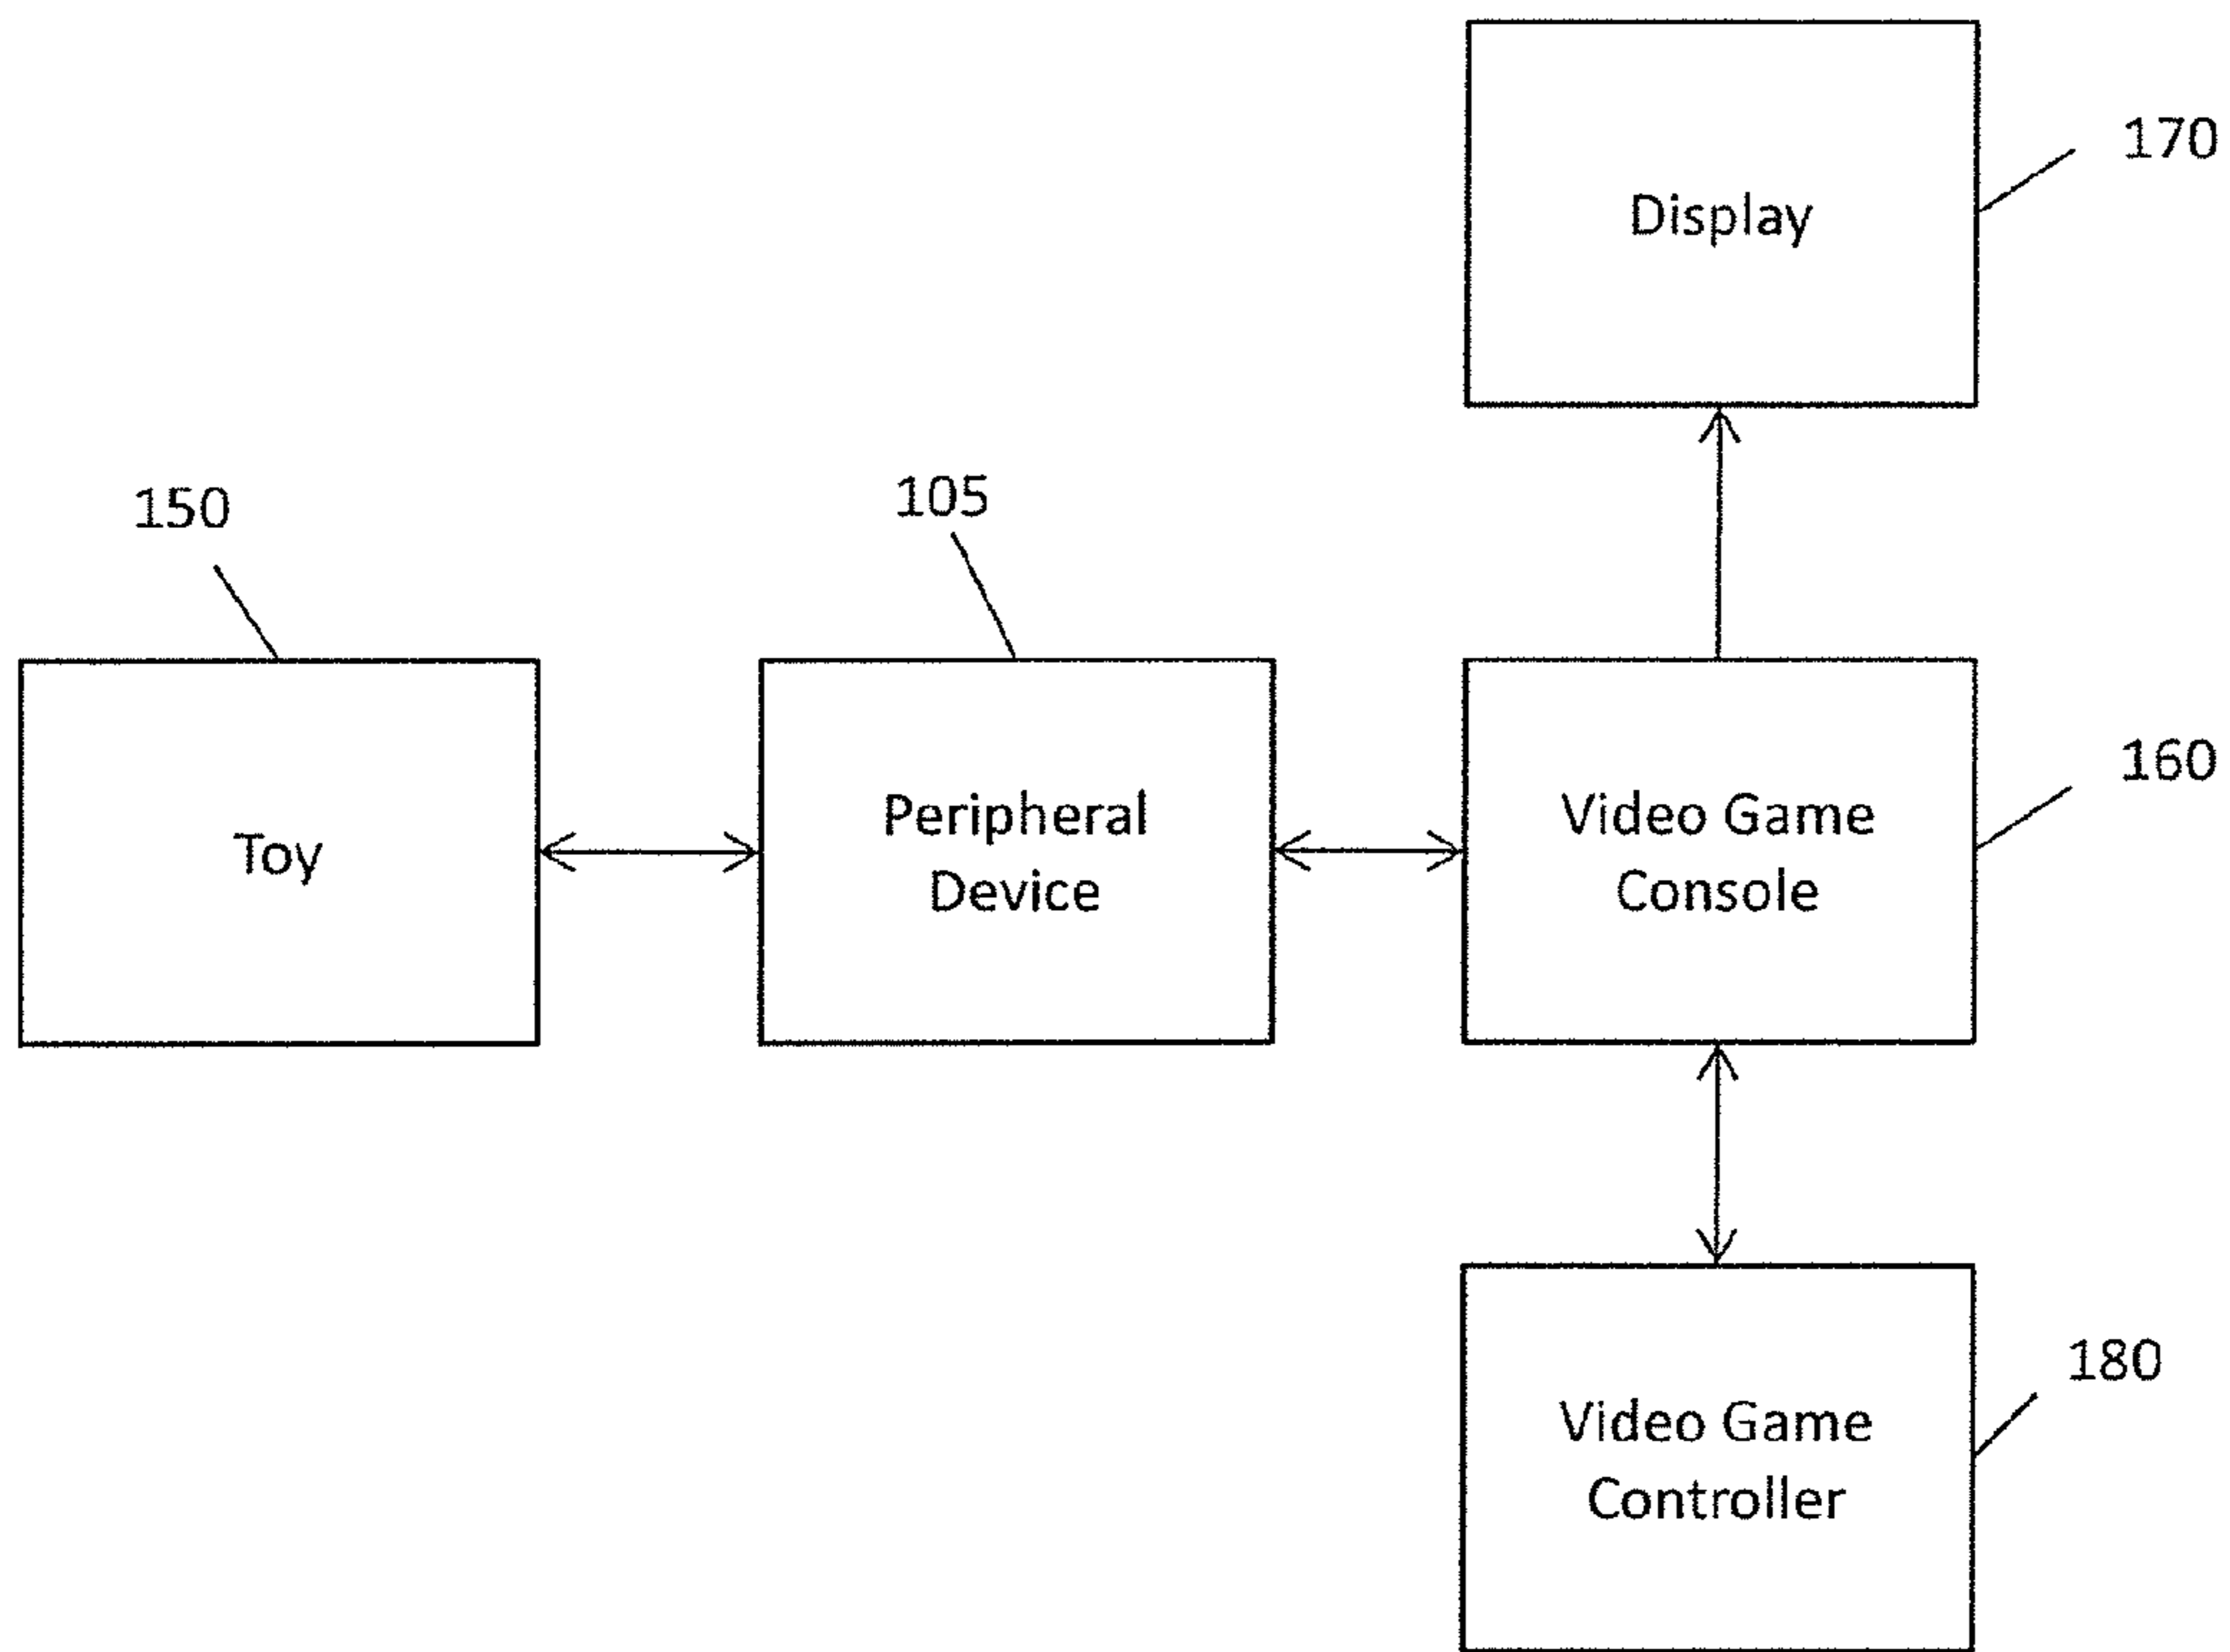 170
Display
150
105
160
Toy
Peripheral
Device
Video Game
Console
180
Video Game
Controller